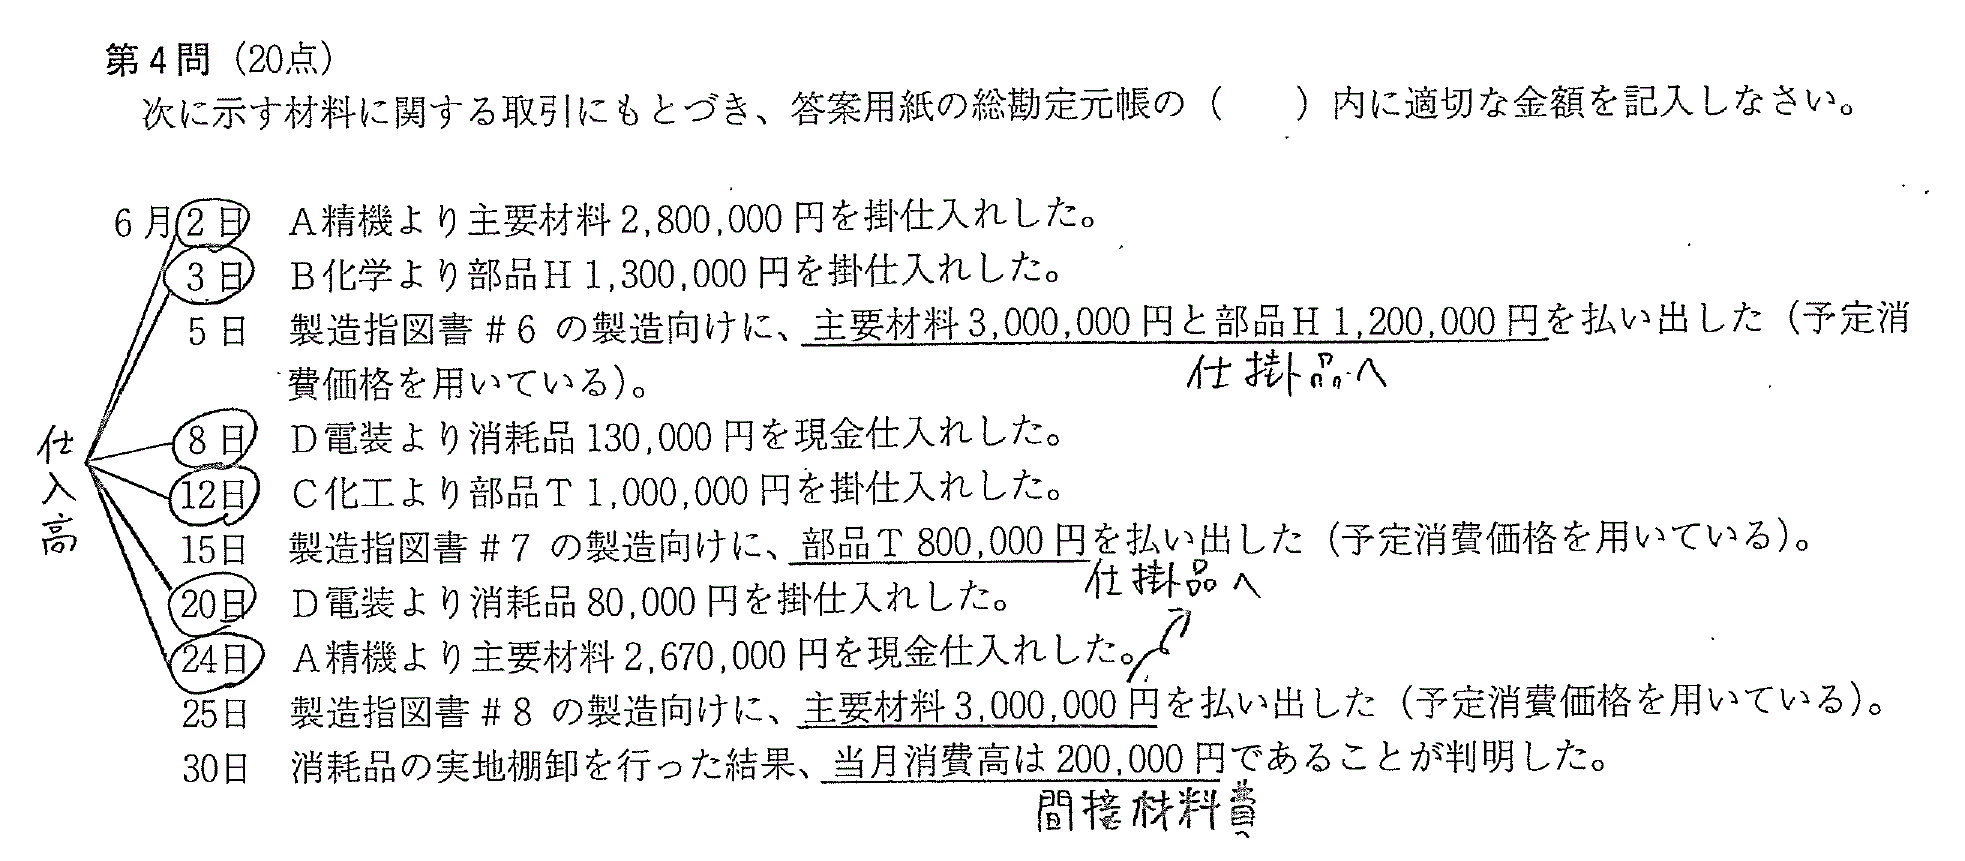 第4問（20点）
次に示す材料に関する取引にもとづき、答案用紙の総勘定元帳の（　　）内に適切な金額を記入しなさい。
6月2日　A精機より主要材料2,800,000円を掛仕入れした。
3日　B化学より部品H 1,300,000円を掛仕入れした。
5日　製造指図書＃6 の製造向けに、主要材料3,000,000円と部品H 1,200,000円を払い出した（予定消
仕掛品へ
費価格を用いている）。
8日　D電装より消耗品130,000円を現金仕入れした。
仕入高
12日　C化工より部品T 1,000,000円を掛仕入れした。
15日　製造指図書＃7 の製造向けに、部品T 800,000円を払い出した（予定消費価格を用いている）。
仕掛品へ
20日　D電装より消耗品80,000円を掛仕入れした。
24日　A精機より主要材料2,670,000円を現金仕入れした。
25日　製造指図書＃8 の製造向けに、主要材料3,000,000円を払い出した（予定消費価格を用いている）。
30日　消耗品の実地棚卸を行った結果、当月消費高は200,000円であることが判明した。
間接材料費